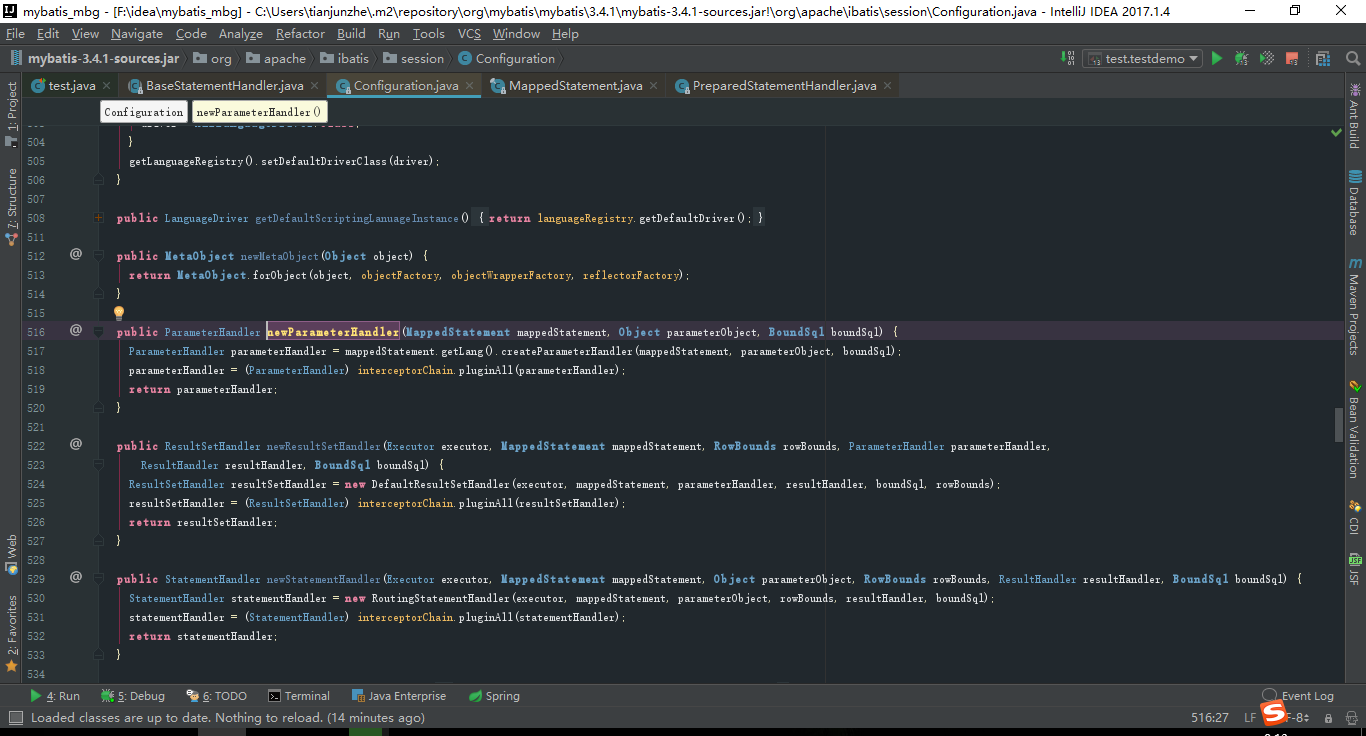 mybatis_mbg - [F:\idea\mybatis_mbg] - C:\Users\tianjunzhe\.m2\repository\org\mybatis\mybatis\3.4.1\mybatis-3.4.1-sources.jar!\org\apache\ibatis\session\Configuration.java - IntelliJ IDEA 2017.1.4
File Edit View Navigate Code Analyze Refactor Build Run Tools VCS Window Help
mybatis-3.4.1-sources.jar org apache ibatis session Configuration test.testdemo
test.java BaseStatementHandler.java Configuration.java MappedStatement.java PreparedStatementHandler.java
Configuration newParameterHandler()
504 }
505 getLanguageRegistry().setDefaultDriverClass(driver);
506 }
507
508 public LanguageDriver getDefaultScriptingLanuageInstance() { return languageRegistry.getDefaultDriver(); }
511
512 @ public MetaObject newMetaObject(Object object) {
513 return MetaObject.forObject(object, objectFactory, objectWrapperFactory, reflectorFactory);
514 }
515
516 @ public ParameterHandler newParameterHandler(MappedStatement mappedStatement, Object parameterObject, BoundSql boundSql) {
517 ParameterHandler parameterHandler = mappedStatement.getLang().createParameterHandler(mappedStatement, parameterObject, boundSql);
518 parameterHandler = (ParameterHandler) interceptorChain.pluginAll(parameterHandler);
519 return parameterHandler;
520 }
521
522 @ public ResultSetHandler newResultSetHandler(Executor executor, MappedStatement mappedStatement, RowBounds rowBounds, ParameterHandler parameterHandler,
523 ResultHandler resultHandler, BoundSql boundSql) {
524 ResultSetHandler resultSetHandler = new DefaultResultSetHandler(executor, mappedStatement, parameterHandler, resultHandler, boundSql, rowBounds);
525 resultSetHandler = (ResultSetHandler) interceptorChain.pluginAll(resultSetHandler);
526 return resultSetHandler;
527 }
528
529 @ public StatementHandler newStatementHandler(Executor executor, MappedStatement mappedStatement, Object parameterObject, RowBounds rowBounds, ResultHandler resultHandler, BoundSql boundSql) {
530 StatementHandler statementHandler = new RoutingStatementHandler(executor, mappedStatement, parameterObject, rowBounds, resultHandler, boundSql);
531 statementHandler = (StatementHandler) interceptorChain.pluginAll(statementHandler);
532 return statementHandler;
533 }
534
1: Project
7: Structure
Web
2: Favorites
Ant Build
Database
Maven Projects
Bean Validation
CDI
JSF
4: Run 5: Debug 6: TODO Terminal Java Enterprise Spring Event Log
Loaded classes are up to date. Nothing to reload. (14 minutes ago) 516:27 LF F-8